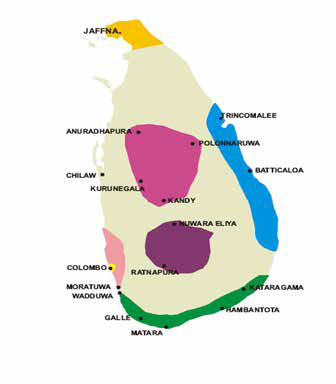 JAFFNA
TRINCOMALEE
ANURADHAPURA
POLONNARUWA
CHILAW
BATTICALOA
KURUNEGALA
KANDY
NUWARA ELIYA
COLOMBO
RATNAPURA
MORATUWA
KATARAGAMA
WADDUWA
HAMBANTOTA
GALLE
MATARA